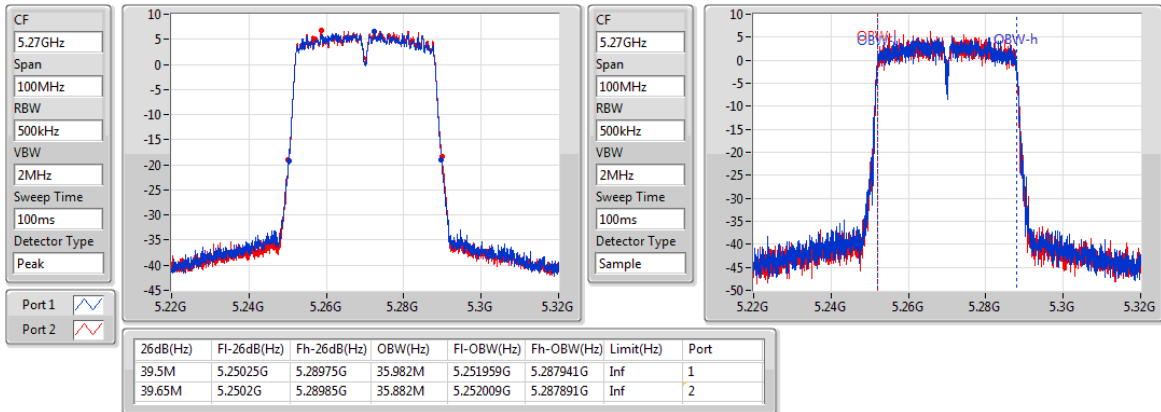 CF
5.27GHz
Span
100MHz
RBW
500kHz
VBW
2MHz
Sweep Time
100ms
Detector Type
Peak
Port 1
Port 2
10
5
0
-5
-10
-15
-20
-25
-30
-35
-40
-45
5.22G 5.24G 5.26G 5.28G 5.3G 5.32G
CF
5.27GHz
Span
100MHz
RBW
500kHz
VBW
2MHz
Sweep Time
100ms
Detector Type
Sample
10
5
0
-5
-10
-15
-20
-25
-30
-35
-40
-45
-50
OBW-h
5.22G 5.24G 5.26G 5.28G 5.3G 5.32G
26dB(Hz) Fl-26dB(Hz) Fh-26dB(Hz) OBW(Hz) Fl-OBW(Hz) Fh-OBW(Hz) Limit(Hz) Port
39.5M 5.25025G 5.28975G 35.982M 5.251959G 5.287941G Inf 1
39.65M 5.2502G 5.28985G 35.882M 5.252009G 5.287891G Inf 2